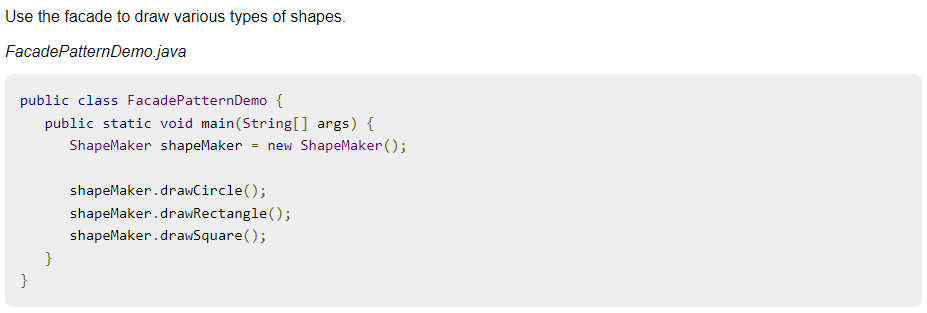 Use the facade to draw various types of shapes.
FacadePatternDemo.java
public class FacadePatternDemo {
   public static void main(String[] args) {
      ShapeMaker shapeMaker = new ShapeMaker();

      shapeMaker.drawCircle();
      shapeMaker.drawRectangle();
      shapeMaker.drawSquare();
   }
}